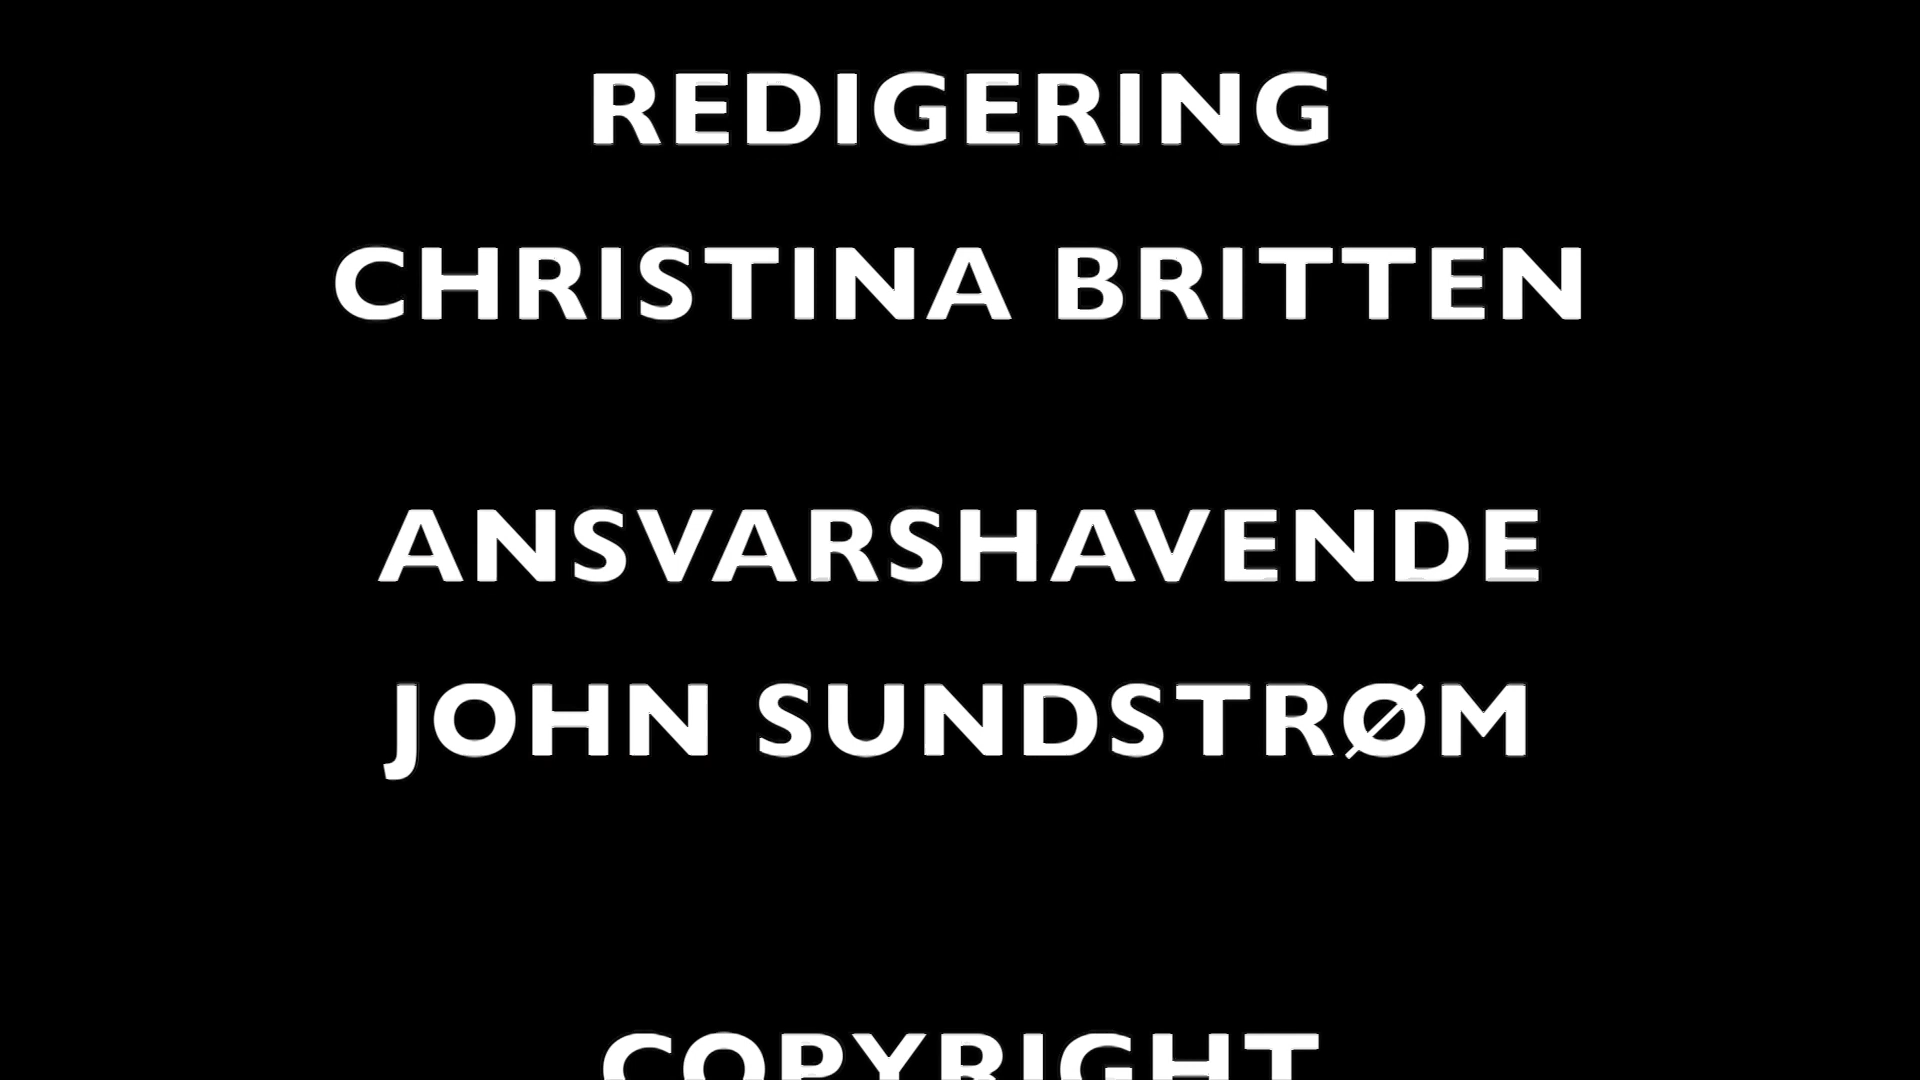 REDIGERING
CHRISTINA BRITTEN
ANSVARSHAVENDE
JOHN SUNDSTRØM
COPYRIGHT